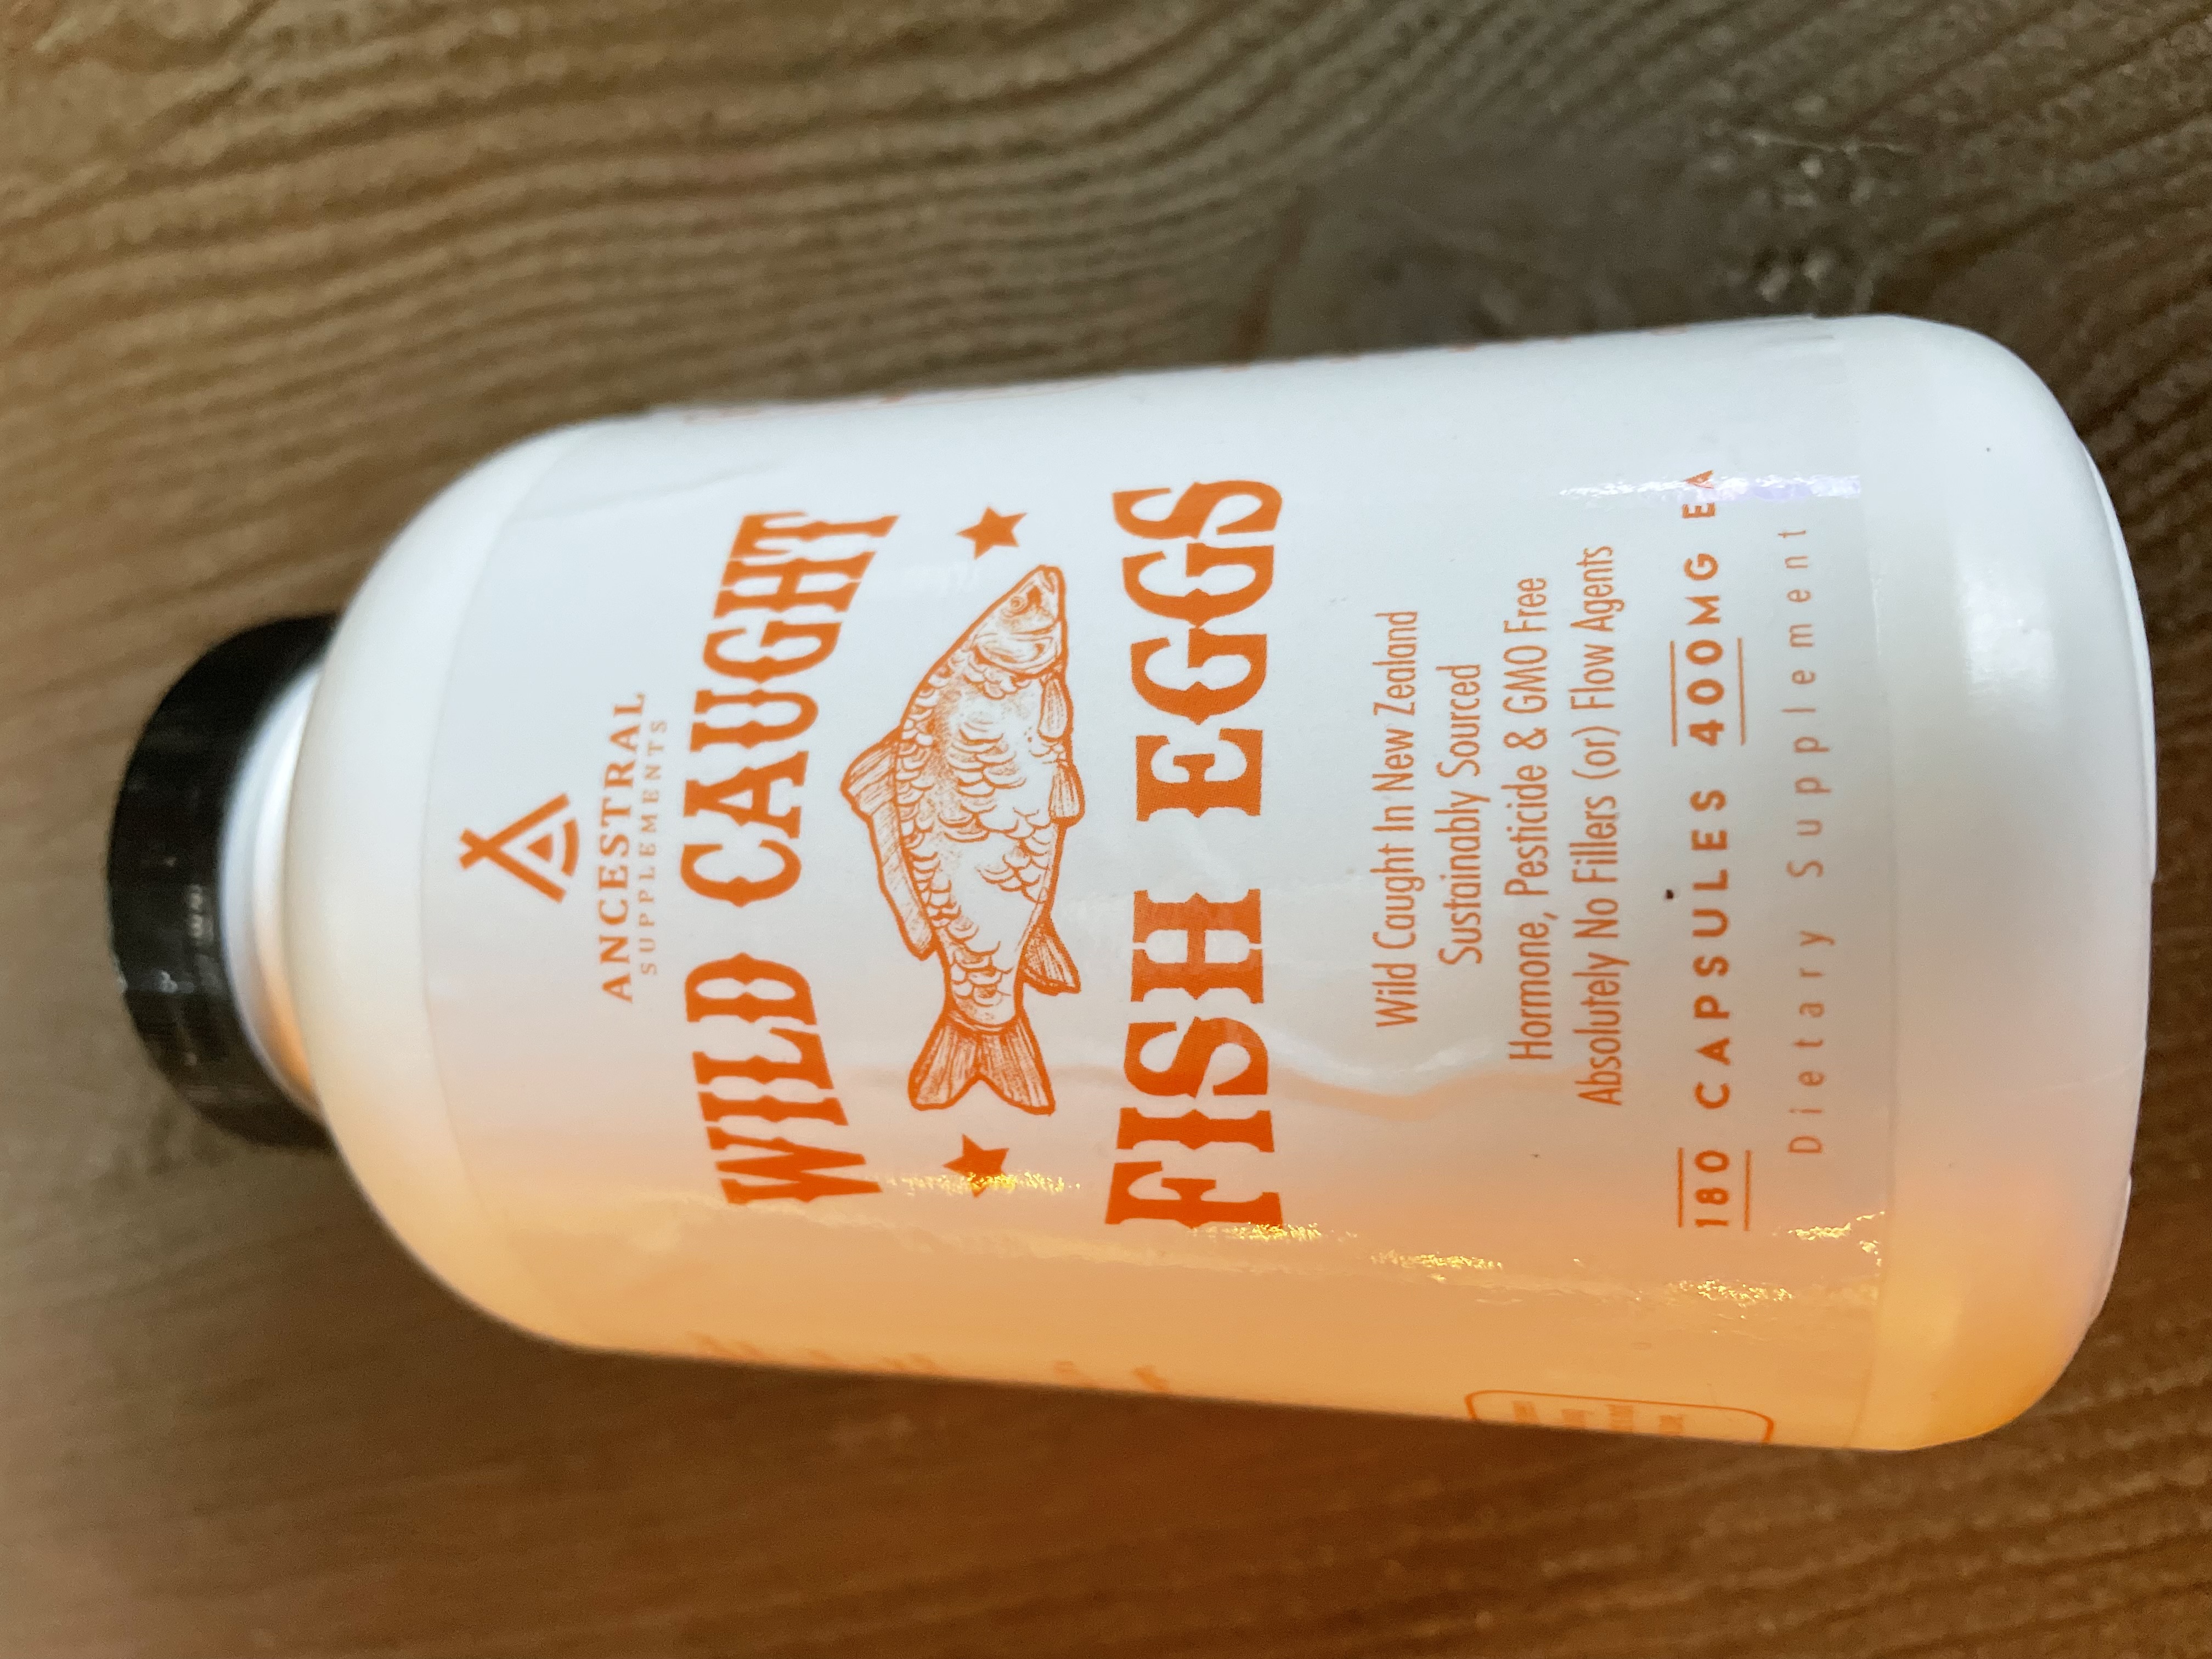 ANCESTRAL
SUPPLEMENTS
WILD CAUGHT
FISH EGGS
Wild Caught In New Zealand
Sustainably Sourced
Hormone, Pesticide & GMO Free
Absolutely No Fillers (or) Flow Agents
180 CAPSULES 400MG
Dietary Supplement